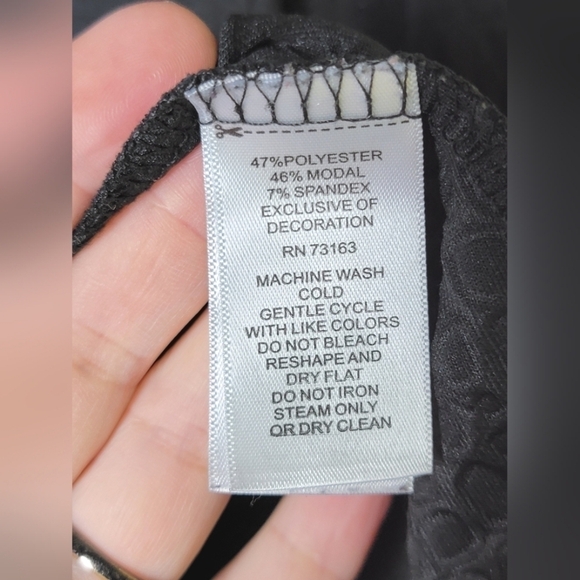 47%POLYESTER
46% MODAL
7% SPANDEX
EXCLUSIVE OF
DECORATION
RN 73163
MACHINE WASH
COLD
GENTLE CYCLE
WITH LIKE COLORS
DO NOT BLEACH
RESHAPE AND
DRY FLAT
DO NOT IRON
STEAM ONLY
OR DRY CLEAN